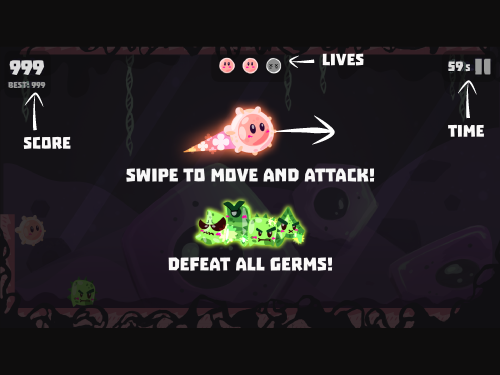 999
BEST: 999
LIVES
59s
SCORE
TIME
SWIPE TO MOVE AND ATTACK!
DEFEAT ALL GERMS!